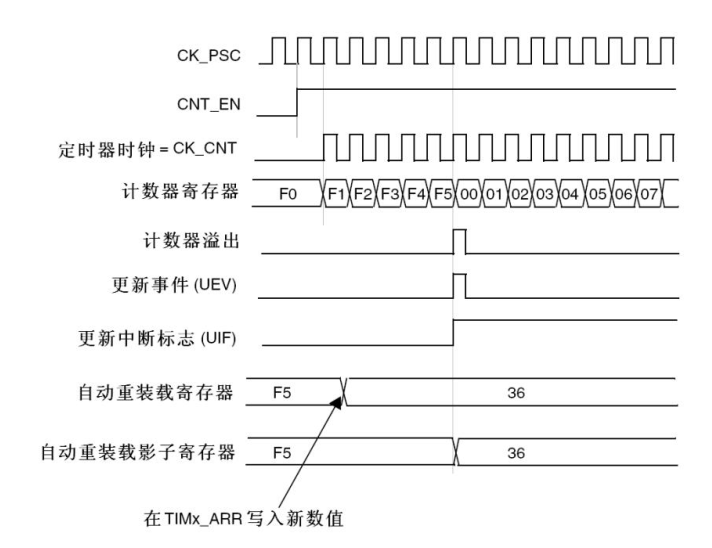 CK_PSC
CNT_EN
定时器时钟 = CK_CNT
计数器寄存器 F0 F1 F2 F3 F4 F5 00 01 02 03 04 05 06 07
计数器溢出
更新事件 (UEV)
更新中断标志 (UIF)
自动重装载寄存器 F5 36
自动重装载影子寄存器 F5 36
在 TIMx_ARR 写入新数值